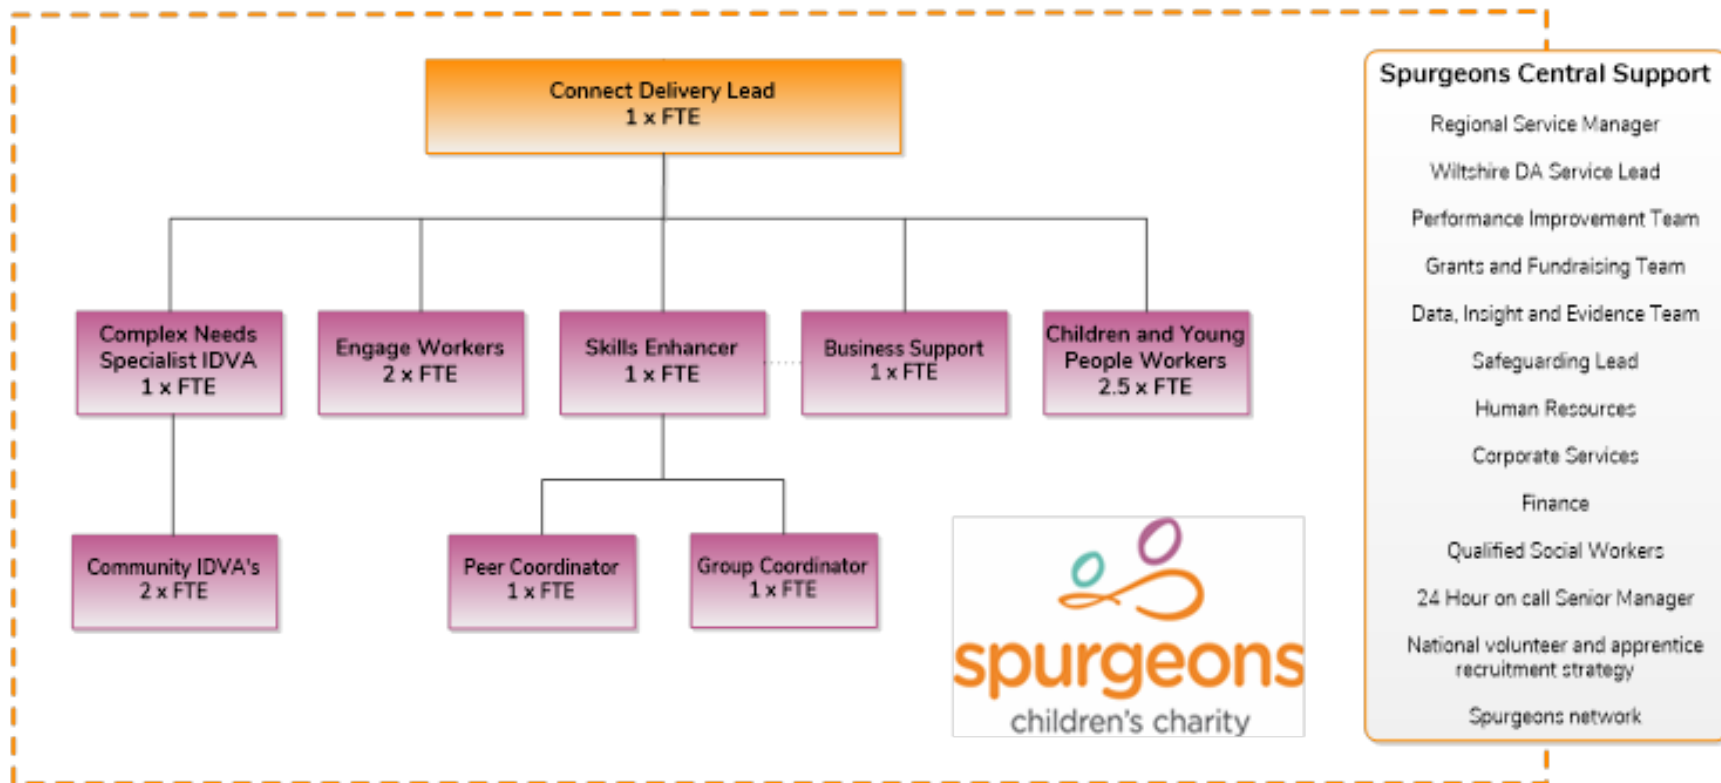 Connect Delivery Lead
1 x FTE
Complex Needs
Specialist IDVA
1 x FTE
Engage Workers
2 x FTE
Skills Enhancer
1 x FTE
Business Support
1 x FTE
Children and Young
People Workers
2.5 x FTE
Community IDVA's
2 x FTE
Peer Coordinator
1 x FTE
Group Coordinator
1 x FTE
spurgeons
children's charity
Spurgeons Central Support
Regional Service Manager
Wiltshire DA Service Lead
Performance Improvement Team
Grants and Fundraising Team
Data, Insight and Evidence Team
Safeguarding Lead
Human Resources
Corporate Services
Finance
Qualified Social Workers
24 Hour on call Senior Manager
National volunteer and apprentice
recruitment strategy
Spurgeons network